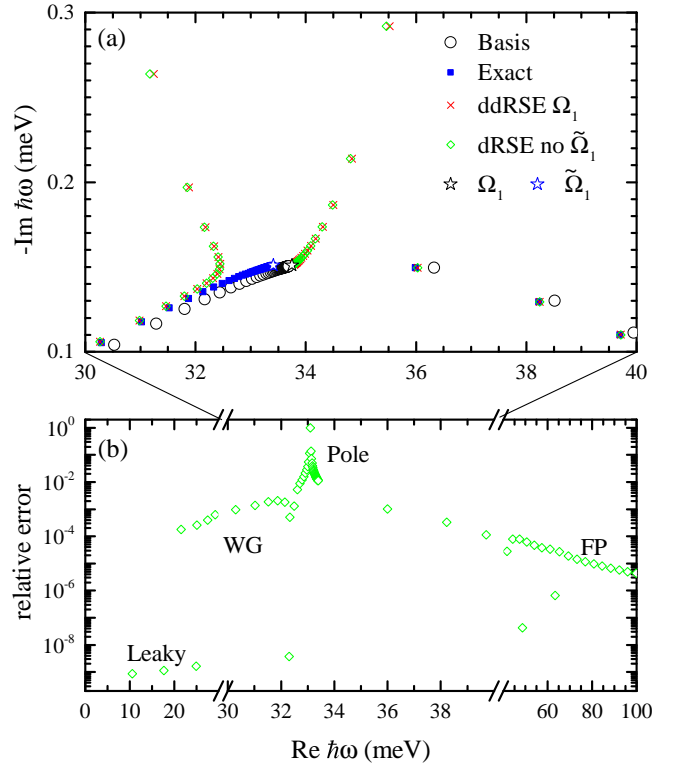 0.3
(a)
Basis
Exact
ddRSE Ω₁
dRSE no Ω̃₁
Ω₁ Ω̃₁
0.2
0.1
-Im ħω (meV)
30 32 34 36 38 40
(b)
10⁰
Pole
10⁻²
10⁻⁴
WG
FP
10⁻⁶
10⁻⁸
Leaky
relative error
0 10 20 30 32 34 36 38 60 80 100
Re ħω (meV)